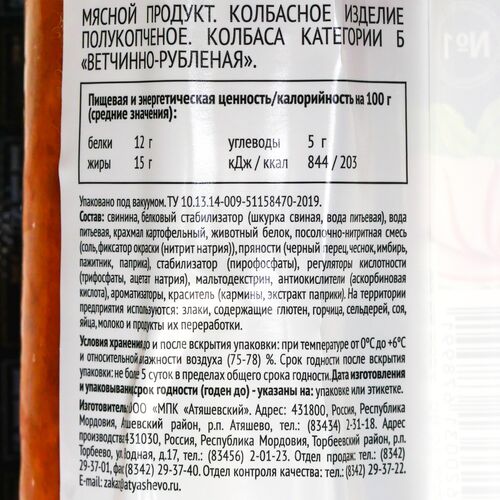 МЯСНОЙ ПРОДУКТ. КОЛБАСНОЕ ИЗДЕЛИЕ
ПОЛУКОПЧЕНОЕ. КОЛБАСА КАТЕГОРИИ Б
«ВЕТЧИННО-РУБЛЕНАЯ».
Пищевая и энергетическая ценность/калорийность на 100 г
(средние значения):
белки 12 г углеводы 5 г
жиры 15 г кДж / ккал 844 / 203
Упаковано под вакуумом. ТУ 10.13.14-009-51158470-2019.
Состав: свинина, белковый стабилизатор (шкурка свиная, вода
питьевая), вода питьевая, крахмал картофельный, животный белок, посолочно-нитритная смесь
(соль, фиксатор окраски (нитрит натрия)), пряности (черный перец, чеснок, имбирь,
пажитник, паприка), стабилизатор (пирофосфаты), регуляторы кислотности
(трифосфаты, ацетат натрия), мальтодекстрин, антиокислители (аскорбиновая
кислота), ароматизаторы, краситель (кармины, экстракт паприки). На территории
предприятия используются: злаки, содержащие глютен, горчица, сельдерей, соя,
яйца, молоко и продукты их переработки.
Условия хранения до и после вскрытия упаковки: при температуре от 0°С до +6°С
и относительной влажности воздуха (75-78) %. Срок годности после вскрытия
упаковки: не более 5 суток в пределах общего срока годности. Дата изготовления
и упаковывания, срок годности (годен до) - указаны на: упаковке или этикетке.
Изготовитель: ООО «МПК «Атяшевский». Адрес: 431800, Россия, Республика
Мордовия, Атяшевский район, р.п. Атяшево, тел.: (83434) 2-31-18. Адрес
производства: 431030, Россия, Республика Мордовия, Торбеевский район, р.п.
Торбеево, ул. Водная, д.17, тел.: (83456) 2-01-23. Отдел сбыта: тел.: (8342)
29-37-01, факс (8342) 29-37-40. Отдел контроля качества: тел.: (8342) 29-37-22.
E-mail: zakaz@atyashevo.ru.
№1